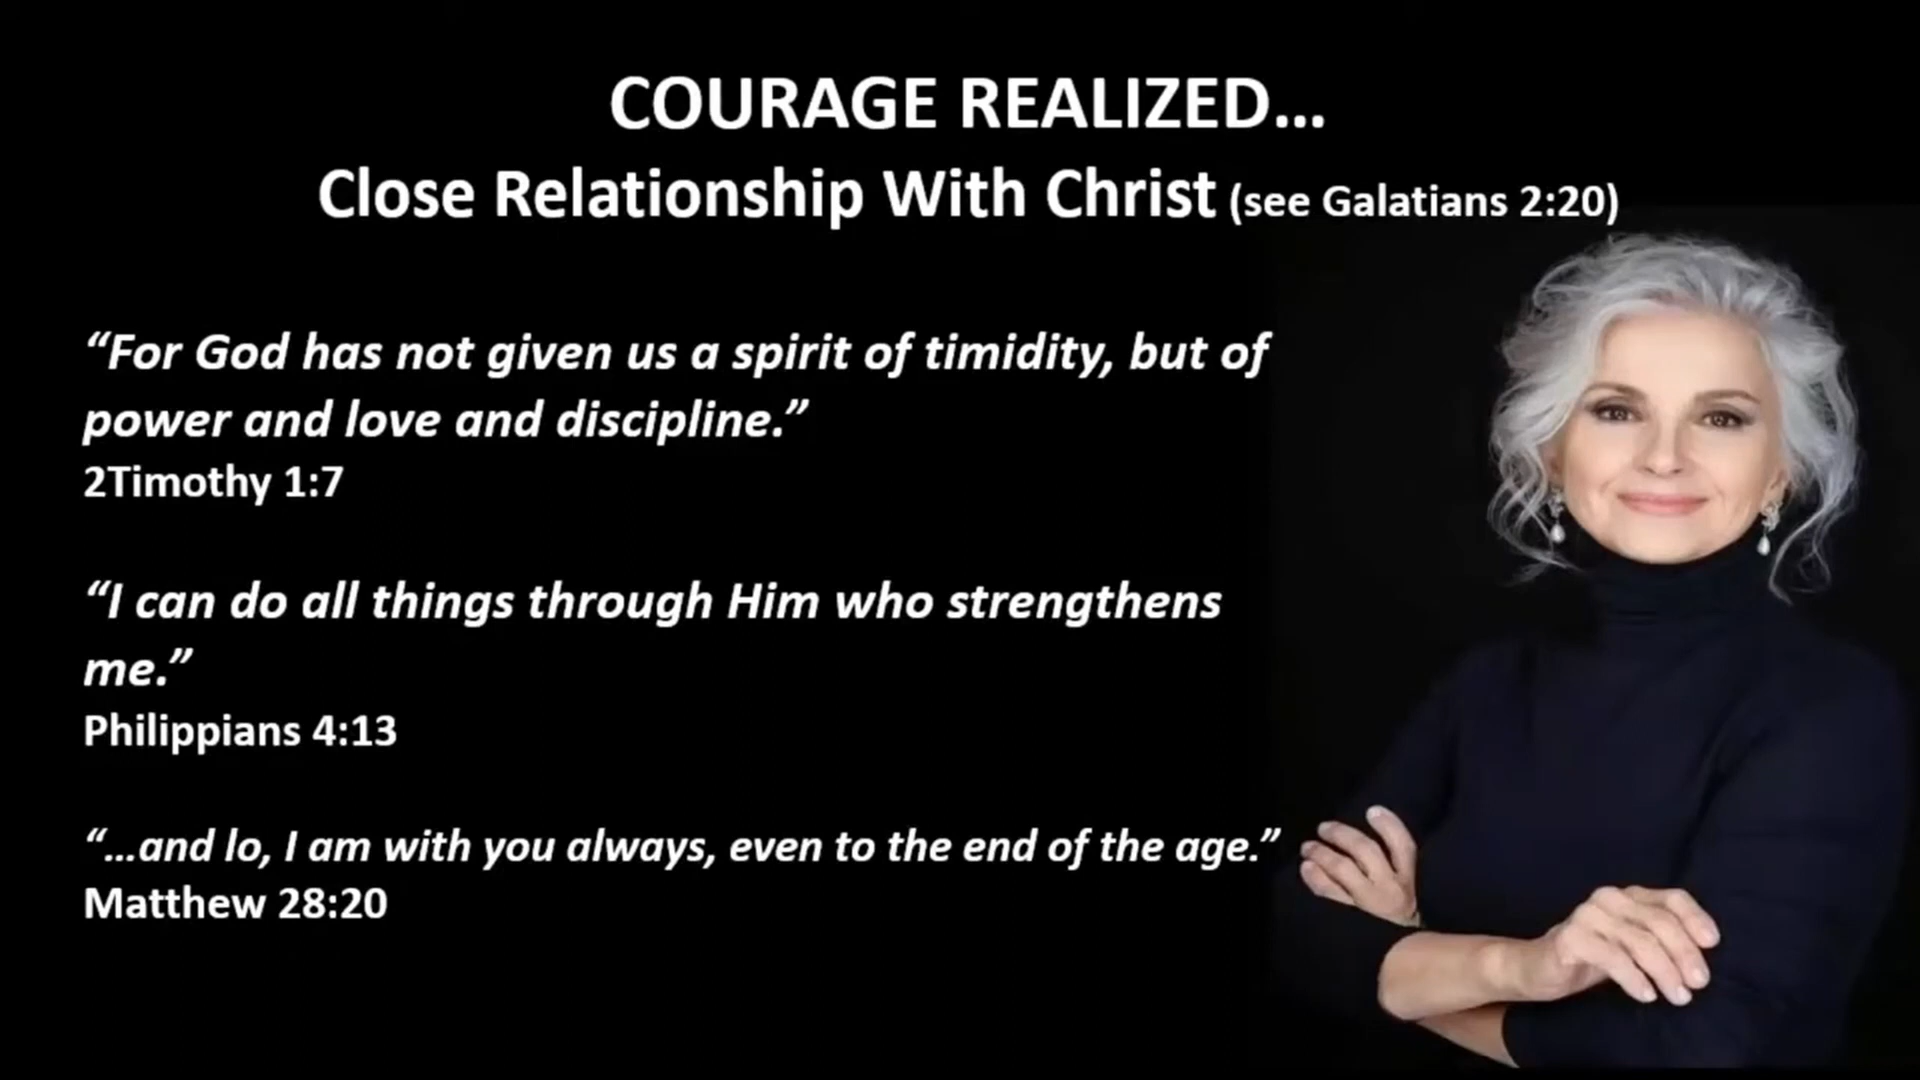 COURAGE REALIZED...
Close Relationship With Christ (see Galatians 2:20)
“For God has not given us a spirit of timidity, but of
power and love and discipline.”
2Timothy 1:7
“I can do all things through Him who strengthens
me.”
Philippians 4:13
“...and lo, I am with you always, even to the end of the age.”
Matthew 28:20